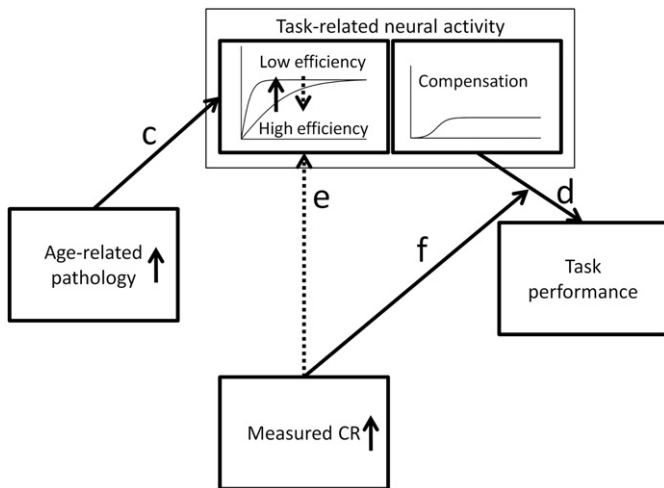 Task-related neural activity
Low efficiency
High efficiency
Compensation
c
e
d
f
Age-related
pathology
Task
performance
Measured CR